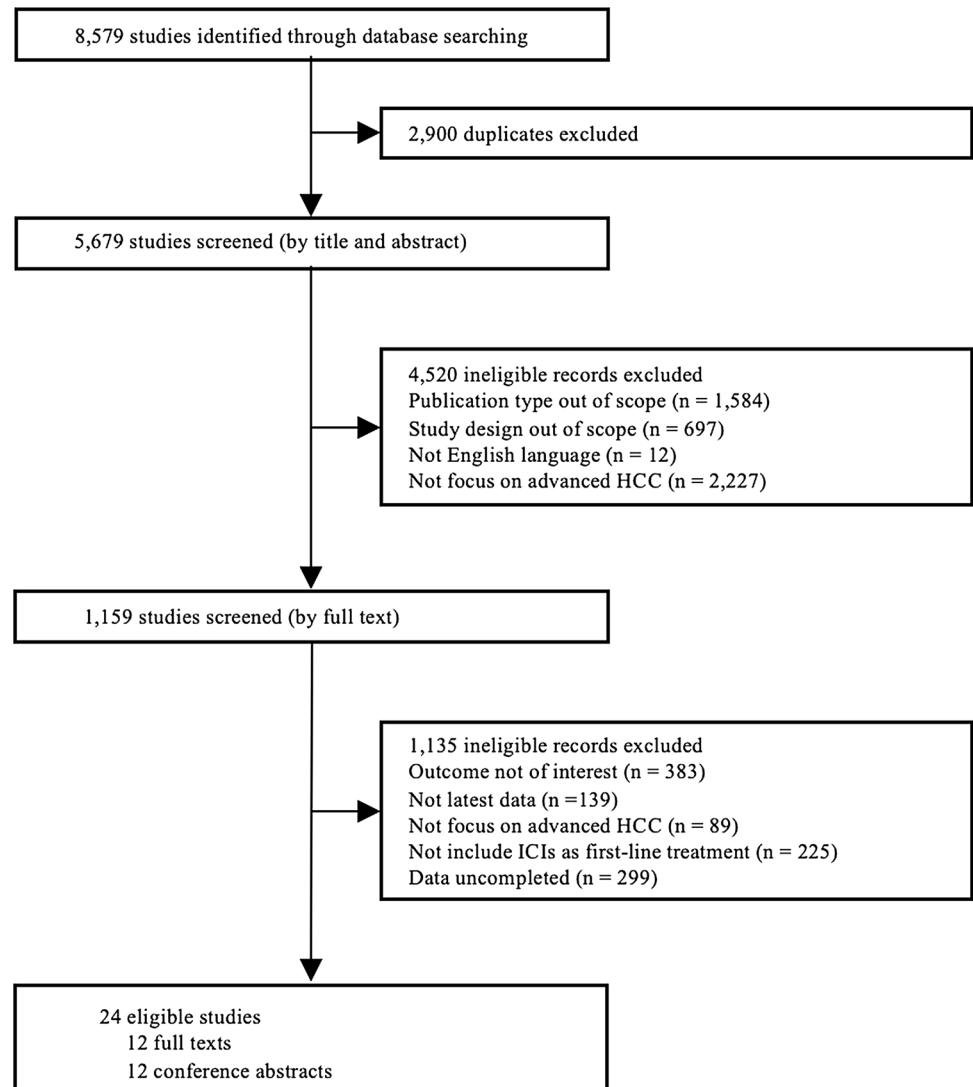 8,579 studies identified through database searching
2,900 duplicates excluded
5,679 studies screened (by title and abstract)
4,520 ineligible records excluded
Publication type out of scope (n = 1,584)
Study design out of scope (n = 697)
Not English language (n = 12)
Not focus on advanced HCC (n = 2,227)
1,159 studies screened (by full text)
1,135 ineligible records excluded
Outcome not of interest (n = 383)
Not latest data (n =139)
Not focus on advanced HCC (n = 89)
Not include ICIs as first-line treatment (n = 225)
Data uncompleted (n = 299)
24 eligible studies
12 full texts
12 conference abstracts